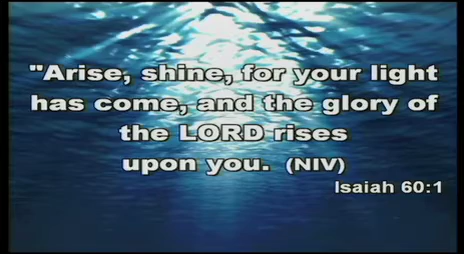 "Arise, shine, for your light
has come, and the glory of
the LORD rises
upon you. (NIV)
Isaiah 60:1